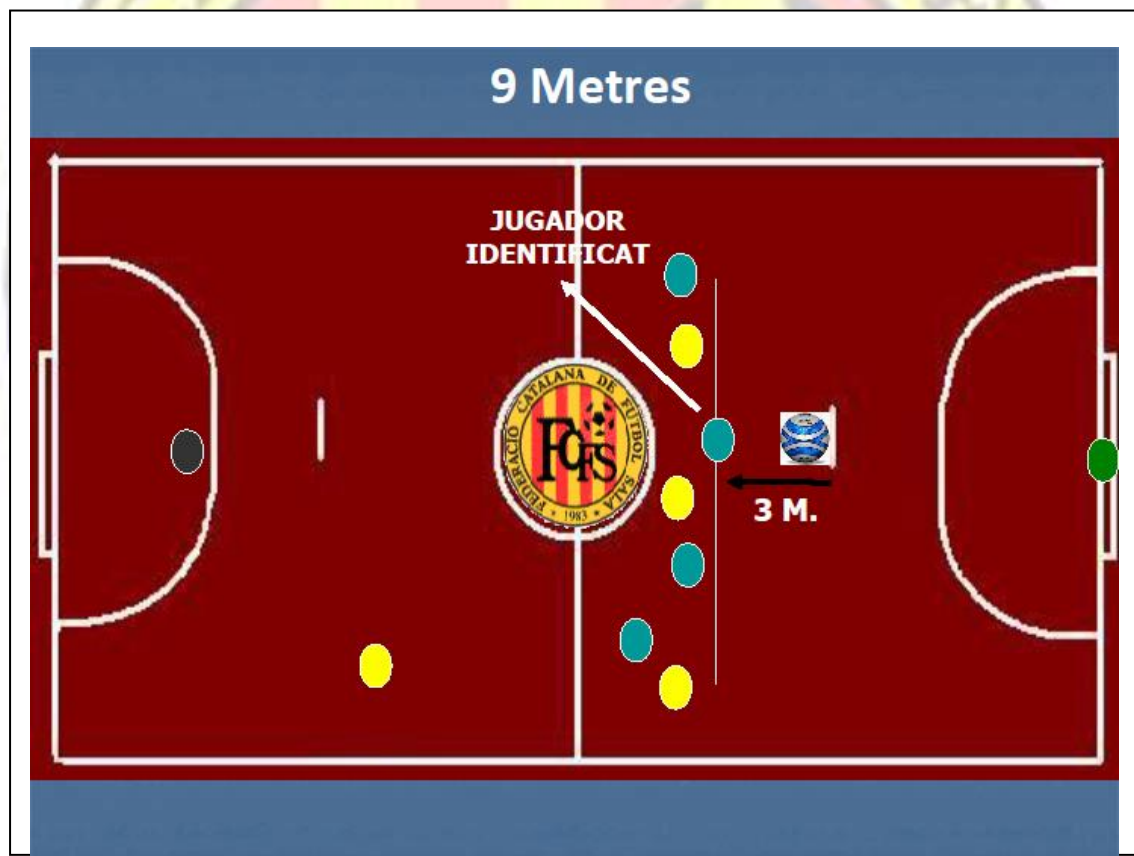 9 Metres
JUGADOR
IDENTIFICAT
FEDERACIÓ CATALANA DE FUTBOL SALA
FCFS
1983
3 M.